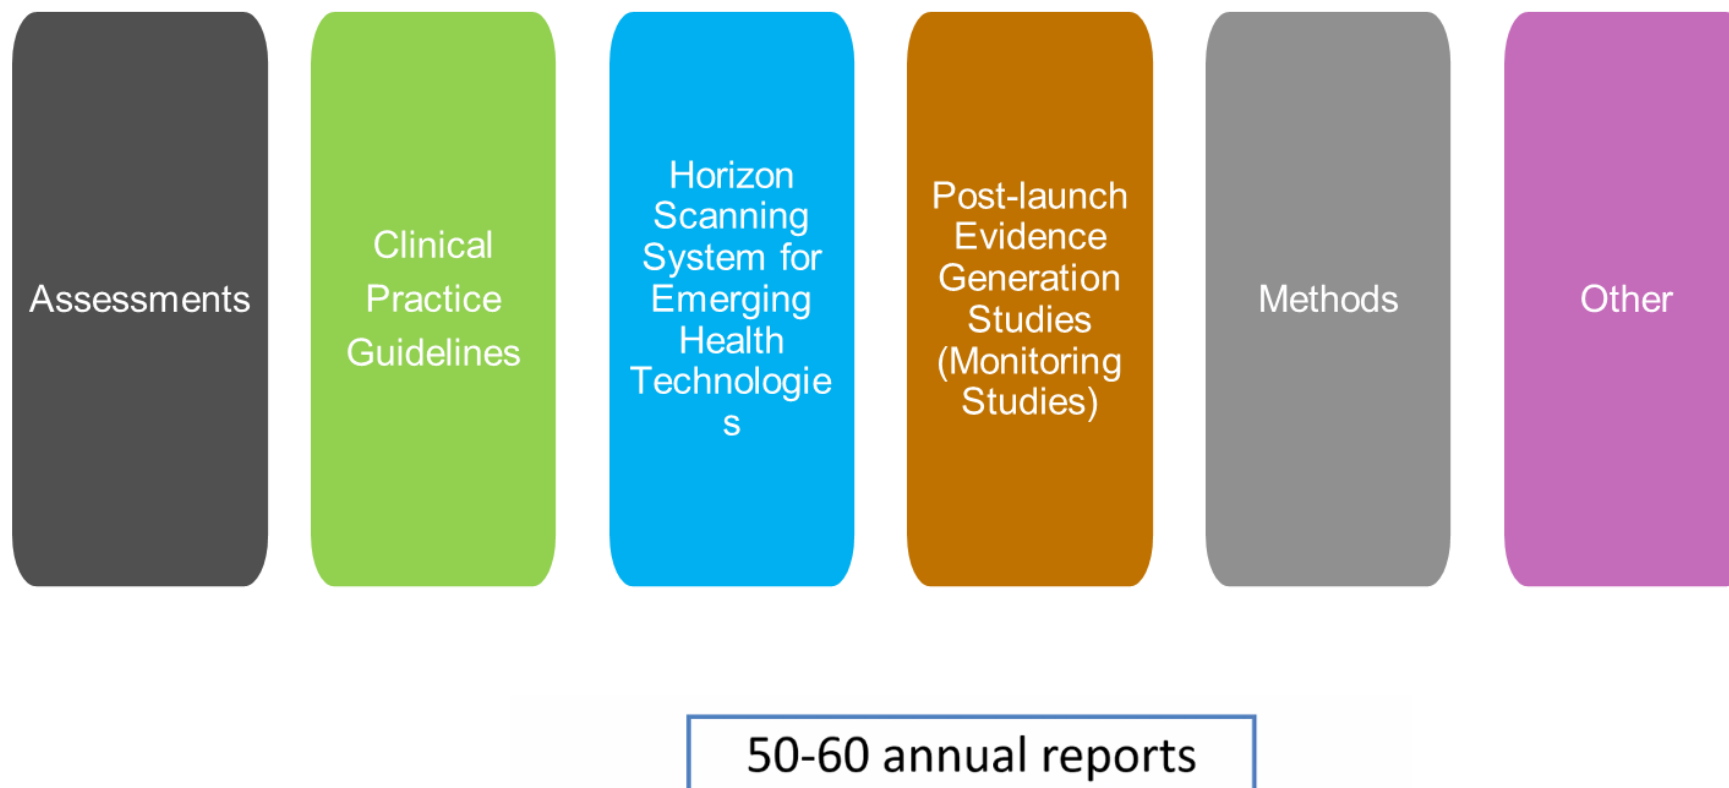 Assessments
Clinical
Practice
Guidelines
Horizon
Scanning
System for
Emerging
Health
Technologie
s
Post-launch
Evidence
Generation
Studies
(Monitoring
Studies)
Methods
Other
50-60 annual reports